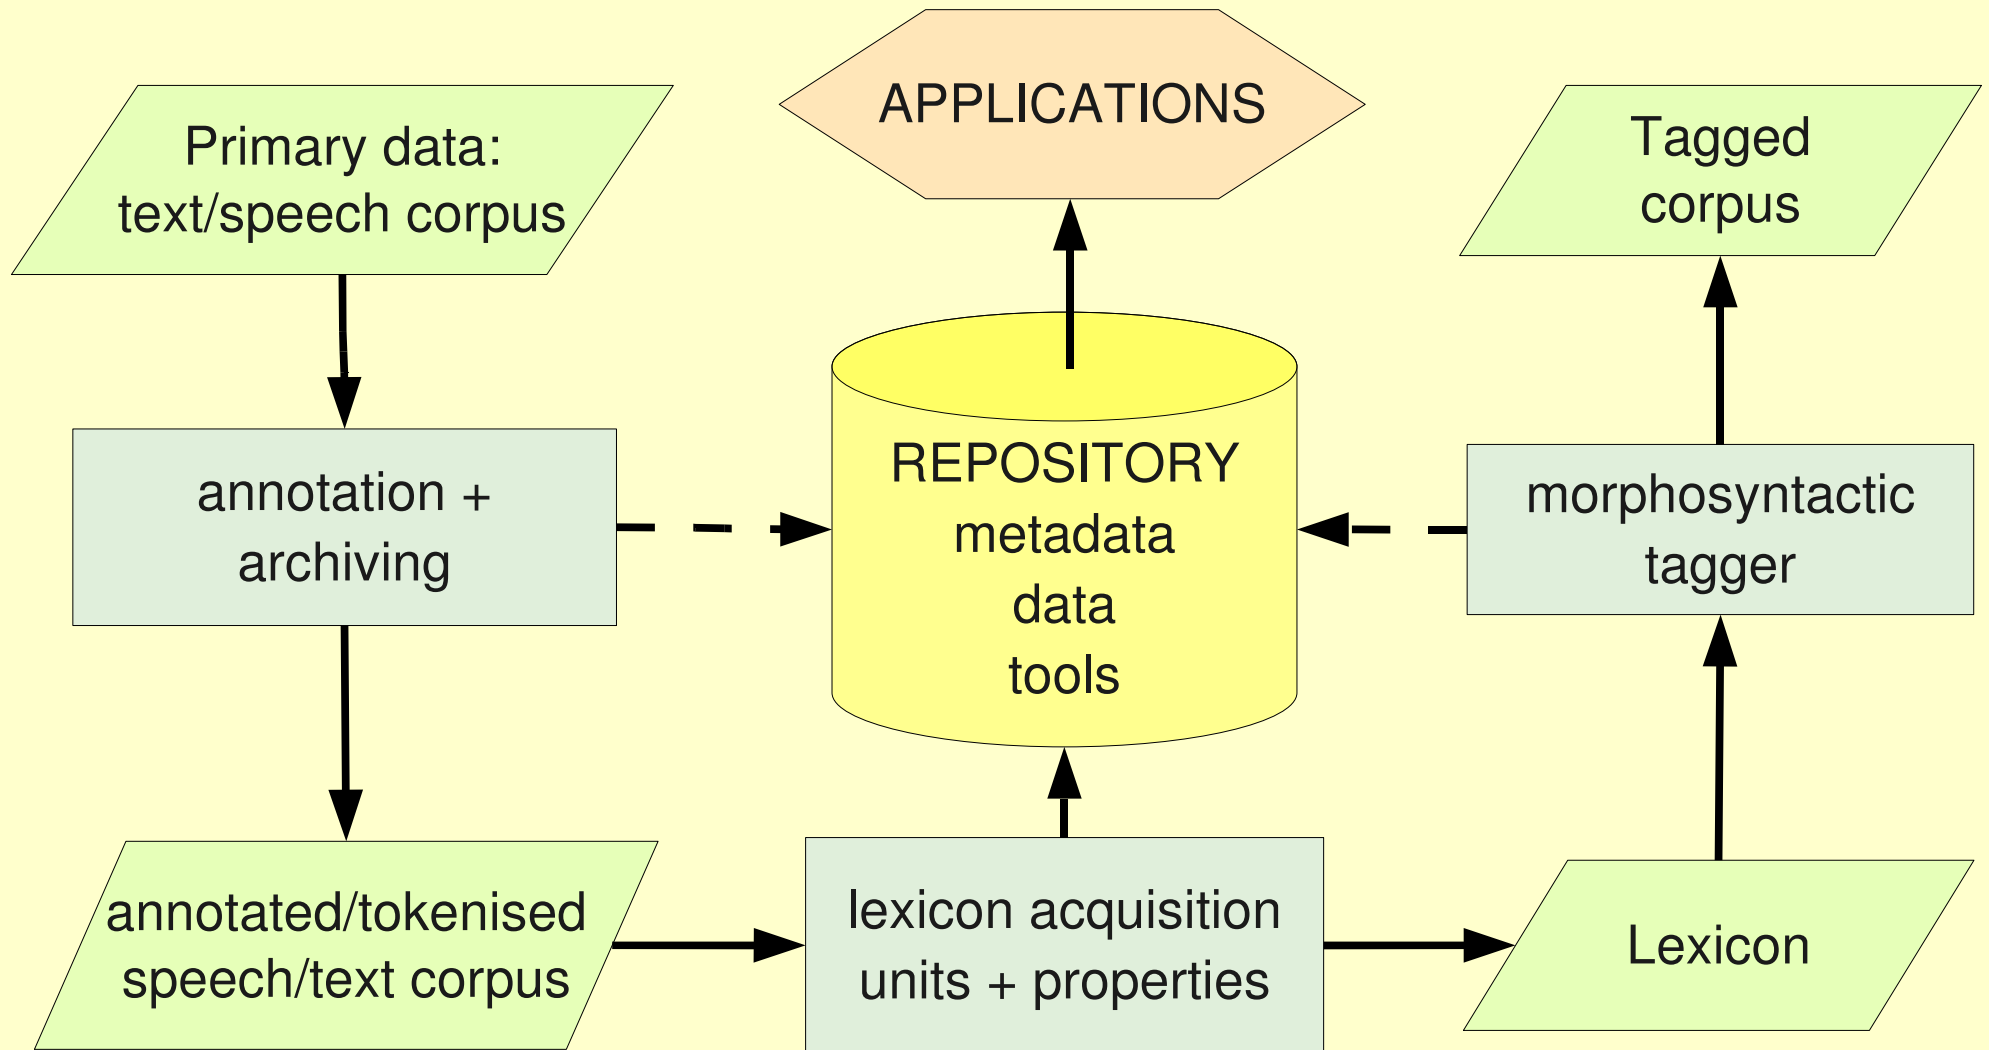 APPLICATIONS
Primary data:
text/speech corpus
Tagged
corpus
annotation +
archiving
REPOSITORY
metadata
data
tools
morphosyntactic
tagger
annotated/tokenised
speech/text corpus
lexicon acquisition
units + properties
Lexicon